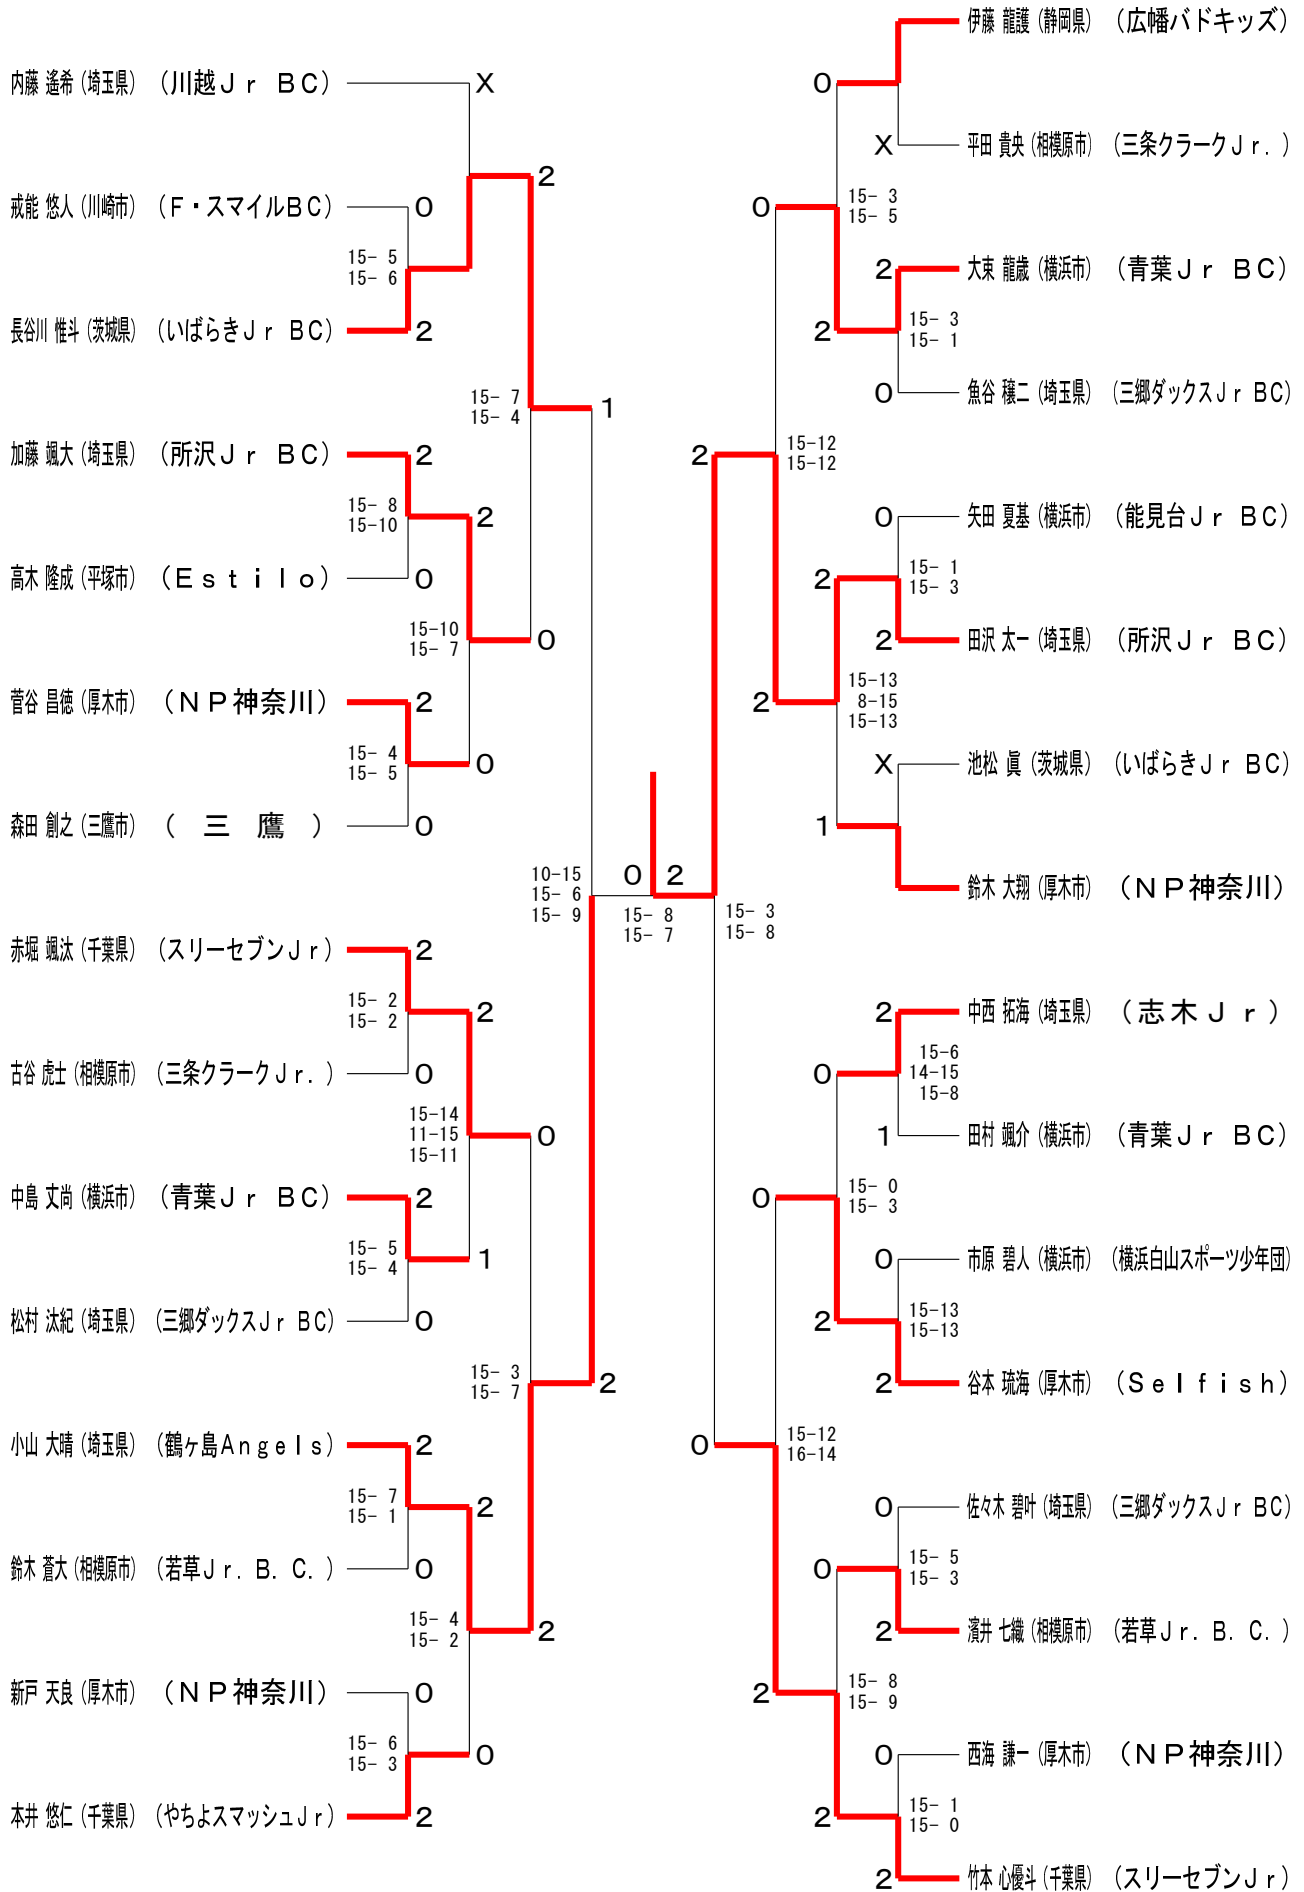 内藤 遙希 (埼玉県) (川越Ｊｒ ＢＣ) X
戒能 悠人 (川崎市) (Ｆ・スマイルＢＣ) 0
15- 5
15- 6
2
長谷川 惟斗 (茨城県) (いばらきＪｒ ＢＣ) 2
15- 7
15- 4
1
加藤 颯大 (埼玉県) (所沢Ｊｒ ＢＣ) 2
15- 8
15-10
2
高木 隆成 (平塚市) (Ｅｓｔｉｌｏ) 0
15-10
15- 7
0
菅谷 昌徳 (厚木市) (ＮＰ神奈川) 2
15- 4
15- 5
0
森田 創之 (三鷹市) (三鷹) 0
10-15
15- 6
15- 9
赤堀 颯汰 (千葉県) (スリーセブンＪｒ) 2
15- 2
15- 2
2
古谷 虎士 (相模原市) (三条クラークＪｒ.) 0
15-14
11-15
15-11
0
中島 丈尚 (横浜市) (青葉Ｊｒ ＢＣ) 2
15- 5
15- 4
1
松村 汰紀 (埼玉県) (三郷ダックスＪｒ ＢＣ) 0
15- 3
15- 7
2
小山 大晴 (埼玉県) (鶴ヶ島Ａｎｇｅｌｓ) 2
15- 7
15- 1
2
鈴木 蒼大 (相模原市) (若草Ｊｒ. Ｂ. Ｃ.) 0
15- 4
15- 2
2
新戸 天良 (厚木市) (ＮＰ神奈川) 0
15- 6
15- 3
0
本井 悠仁 (千葉県) (やちよスマッシュＪｒ) 2
0 2
15- 8
15- 7
伊藤 龍護 (静岡県) (広幡バドキッズ)
0
X 平田 貴央 (相模原市) (三条クラークＪｒ.)
0
15- 3
15- 5
2 大東 龍歳 (横浜市) (青葉Ｊｒ ＢＣ)
2
15- 3
15- 1
0 魚谷 穣二 (埼玉県) (三郷ダックスＪｒ ＢＣ)
2
15-12
15-12
0 矢田 夏基 (横浜市) (能見台Ｊｒ ＢＣ)
2
15- 1
15- 3
2 田沢 太一 (埼玉県) (所沢Ｊｒ ＢＣ)
2
15-13
8-15
15-13
X 池松 眞 (茨城県) (いばらきＪｒ ＢＣ)
1
鈴木 大翔 (厚木市) (ＮＰ神奈川)
15- 3
15- 8
2 中西 拓海 (埼玉県) (志木Ｊｒ)
0
15-6
14-15
15-8
1 田村 颯介 (横浜市) (青葉Ｊｒ ＢＣ)
0
15- 0
15- 3
0 市原 碧人 (横浜市) (横浜白山スポーツ少年団)
2
15-13
15-13
2 谷本 琉海 (厚木市) (Ｓｅｌｆｉｓｈ)
0
15-12
16-14
0 佐々木 碧叶 (埼玉県) (三郷ダックスＪｒ ＢＣ)
0
15- 5
15- 3
2 濱井 七織 (相模原市) (若草Ｊｒ. Ｂ. Ｃ.)
2
15- 8
15- 9
0 西海 謙一 (厚木市) (ＮＰ神奈川)
2
15- 1
15- 0
2 竹本 心優斗 (千葉県) (スリーセブンＪｒ)